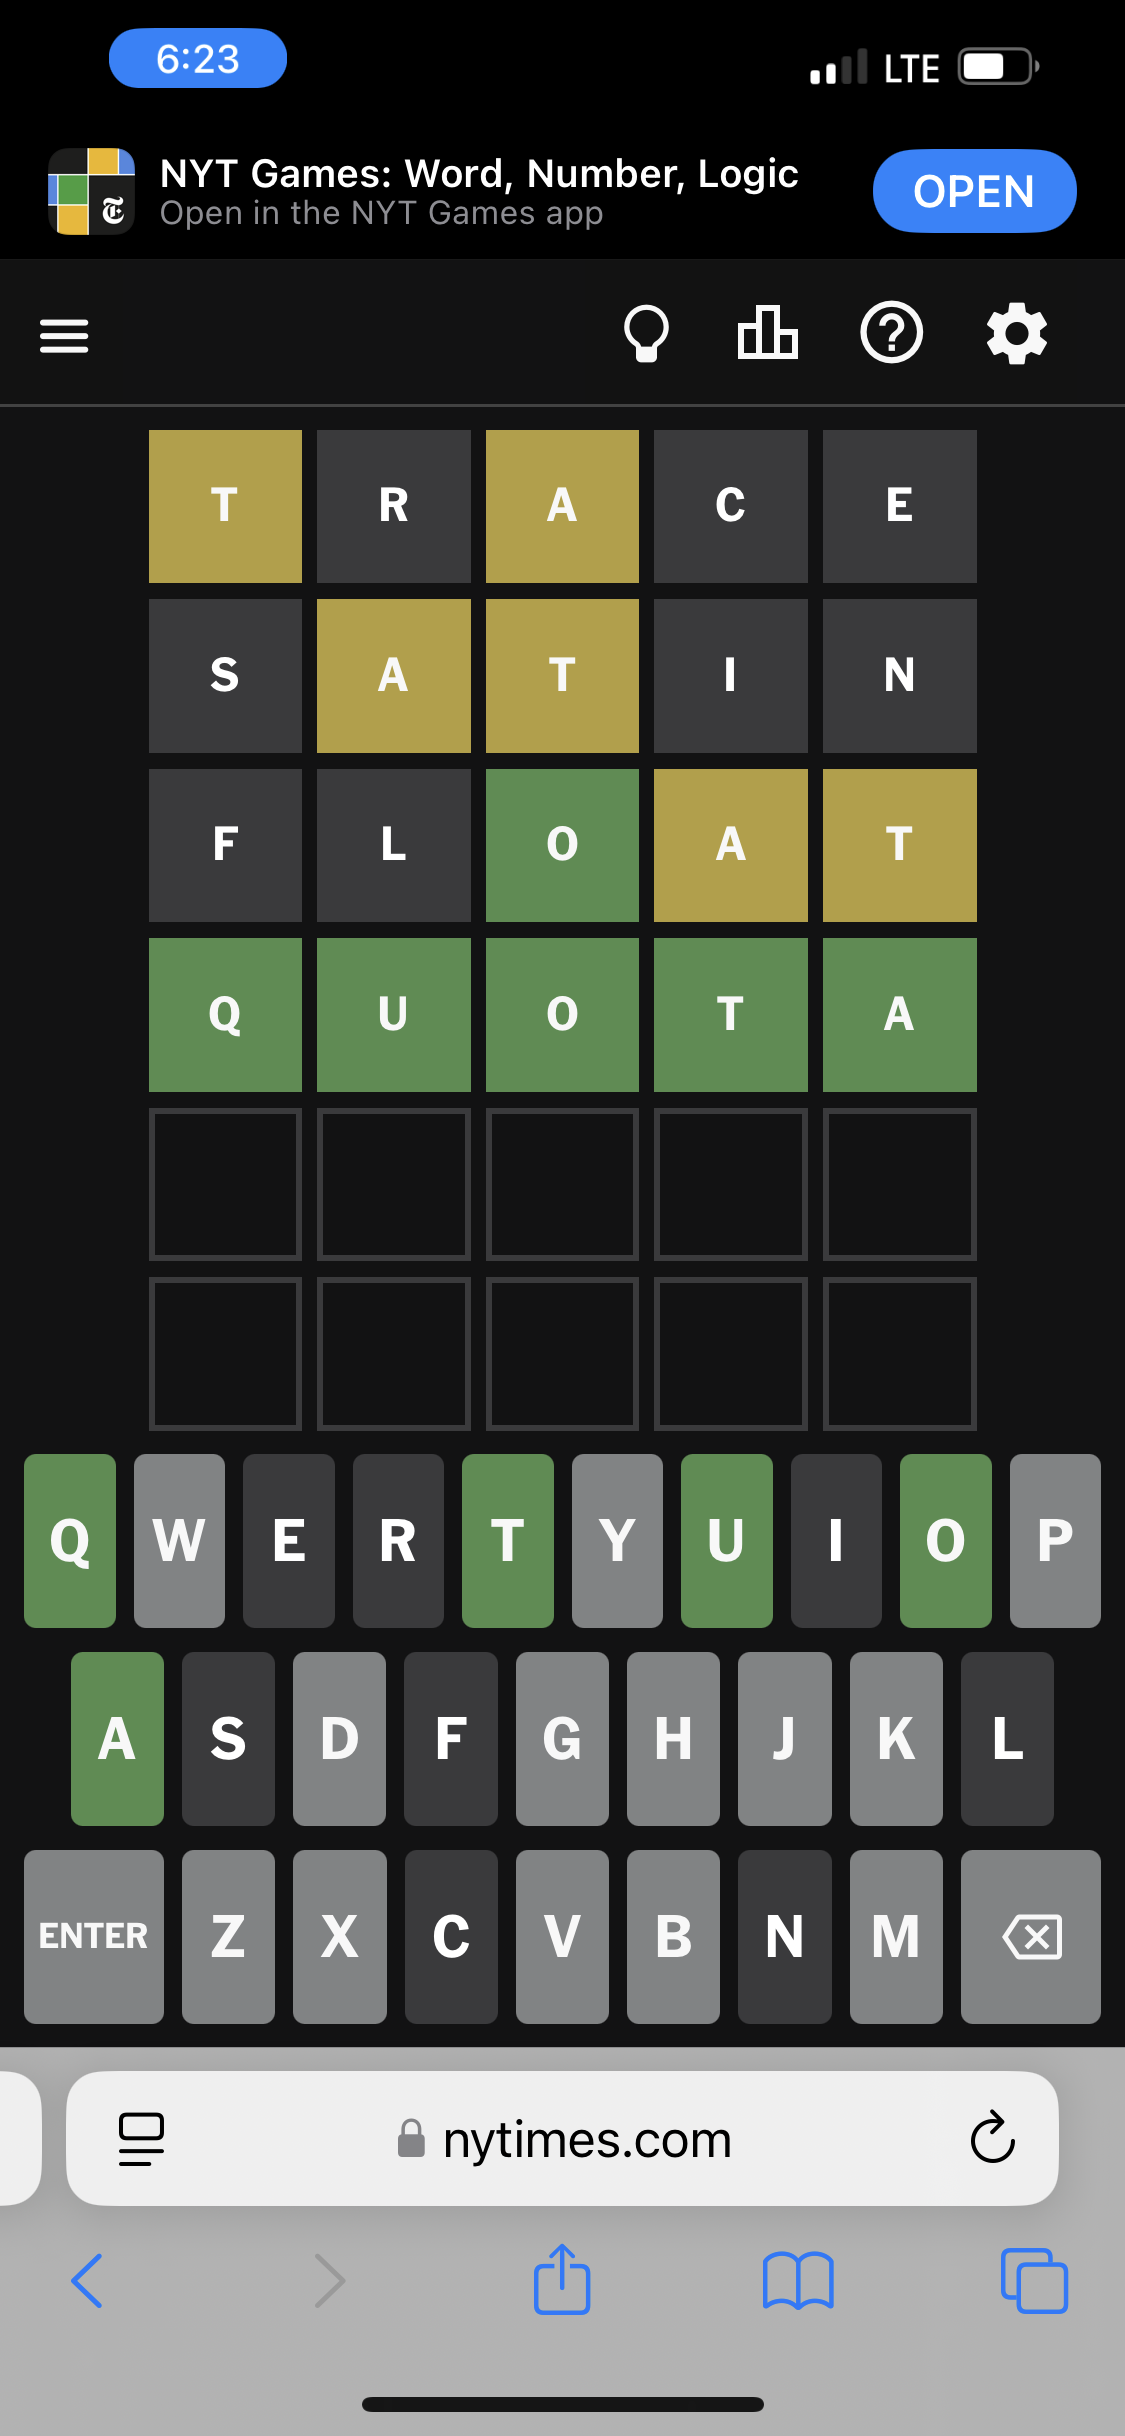 6:23 LTE
NYT Games: Word, Number, Logic
Open in the NYT Games app
OPEN
T R A C E
S A T I N
F L O A T
Q U O T A
Q W E R T Y U I O P
A S D F G H J K L
ENTER Z X C V B N M
nytimes.com